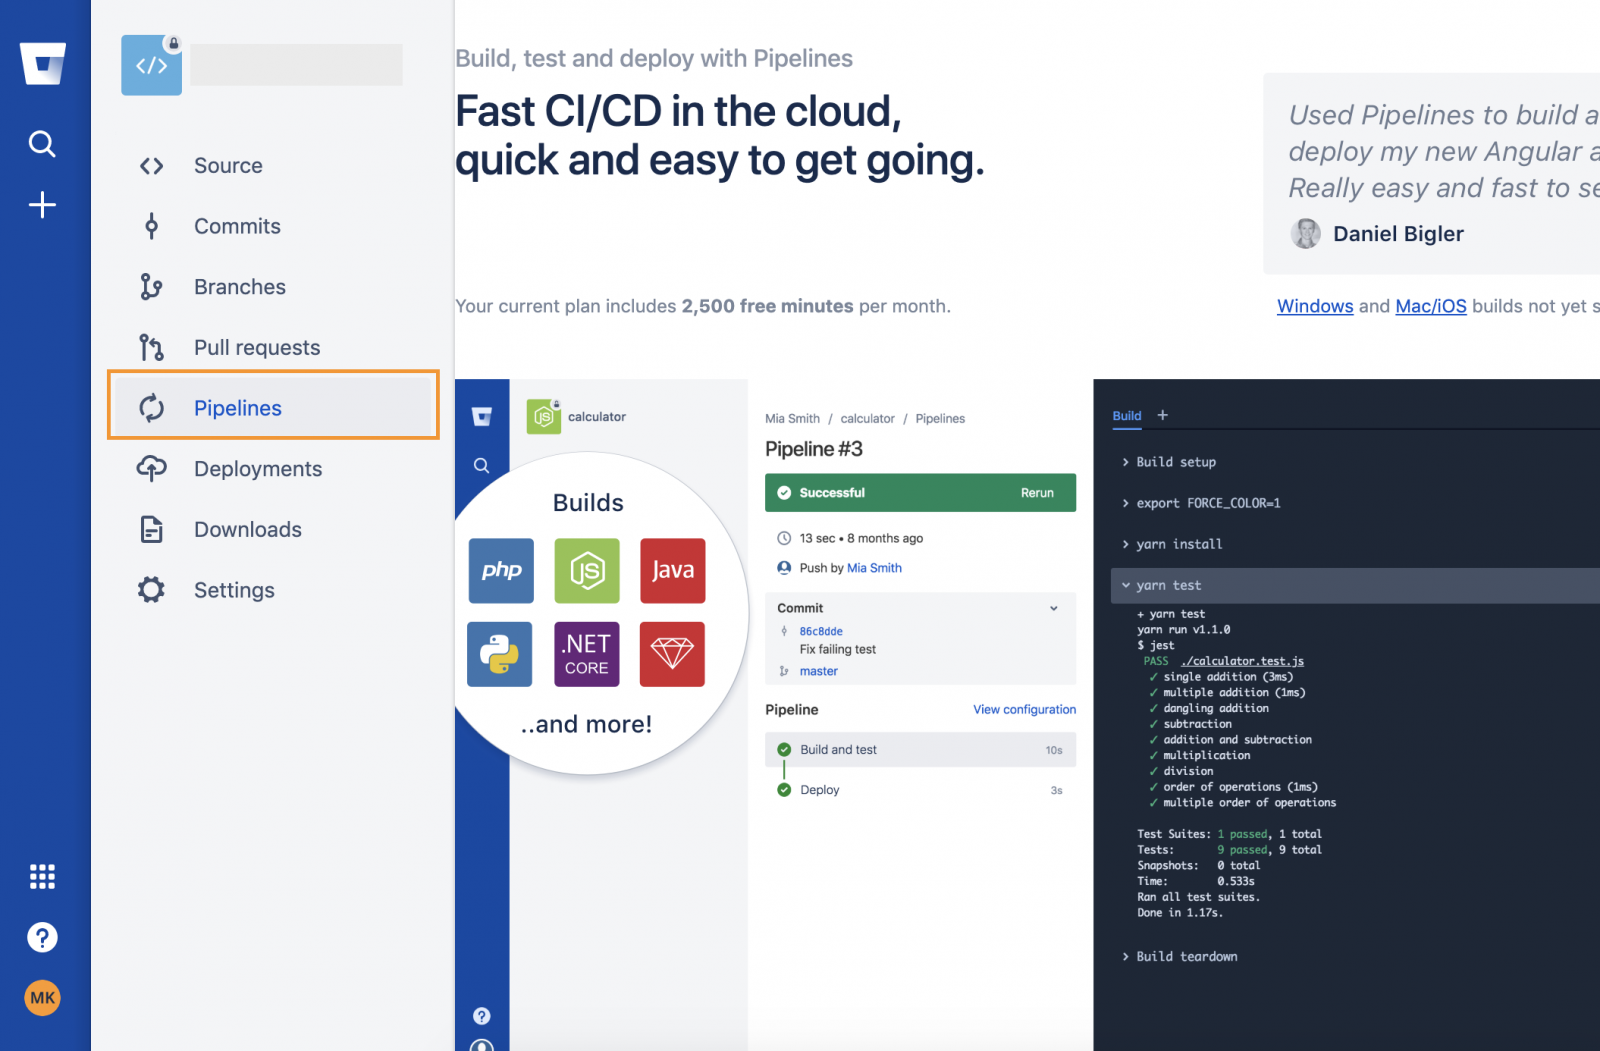 Source
Commits
Branches
Pull requests
Pipelines
Deployments
Downloads
Settings
?
MK
Build, test and deploy with Pipelines
Fast CI/CD in the cloud,
quick and easy to get going.
Used Pipelines to build a
deploy my new Angular a
Really easy and fast to se
Daniel Bigler
Your current plan includes 2,500 free minutes per month.
Windows and Mac/iOS builds not yet s
JS calculator
Builds
php JS Java
.NET
CORE
..and more!
?
Mia Smith / calculator / Pipelines
Pipeline #3
Successful Rerun
13 sec • 8 months ago
Push by Mia Smith
Commit
86c8dde
Fix failing test
master
Pipeline View configuration
Build and test 10s
Deploy 3s
Build +
> Build setup
> export FORCE_COLOR=1
> yarn install
yarn test
+ yarn test
yarn run v1.1.0
$ jest
PASS ./calculator.test.js
✓ single addition (3ms)
✓ multiple addition (1ms)
✓ dangling addition
✓ subtraction
✓ addition and subtraction
✓ multiplication
✓ division
✓ order of operations (1ms)
✓ multiple order of operations
Test Suites: 1 passed, 1 total
Tests: 9 passed, 9 total
Snapshots: 0 total
Time: 0.533s
Ran all test suites.
Done in 1.17s.
> Build teardown